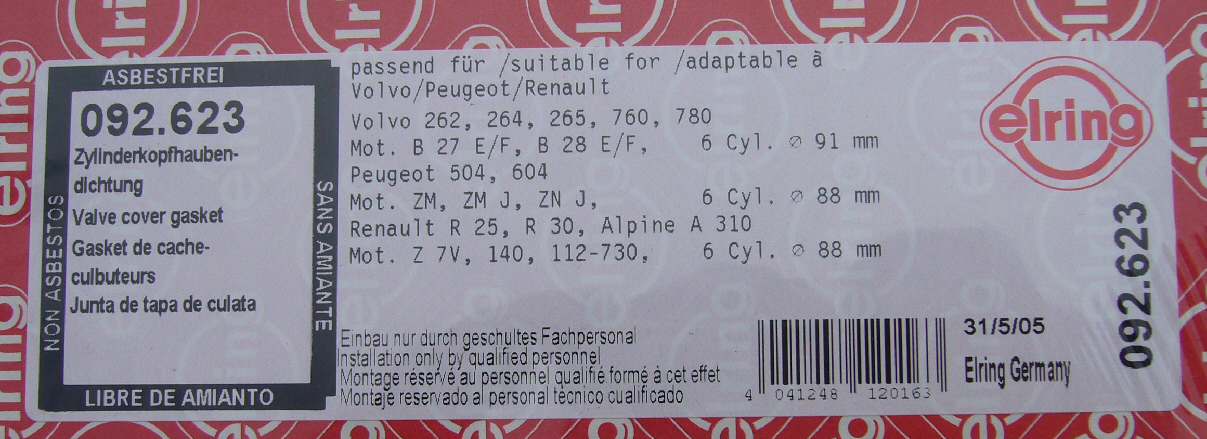 ASBESTFREI
092.623
Zylinderkopfhauben-
dichtung
Valve cover gasket
Gasket de cache-
culbuteurs
Junta de tapa de culata
NON ASBESTOS
SANS AMIANTE
LIBRE DE AMIANTO
passend für /suitable for /adaptable à
Volvo/Peugeot/Renault
Volvo 262, 264, 265, 760, 780
Mot. B 27 E/F, B 28 E/F, 6 Cyl. ⌀ 91 mm
Peugeot 504, 604
Mot. ZM, ZM J, ZN J, 6 Cyl. ⌀ 88 mm
Renault R 25, R 30, Alpine A 310
Mot. Z 7V, 140, 112-730, 6 Cyl. ⌀ 88 mm
Einbau nur durch geschultes Fachpersonal
Installation only by qualified personnel
Montage réservé au personnel qualifié formé à cet effet
Montaje reservado al personal técnico cualificado
4 041248 120163
31/5/05
Elring Germany
elring
092.623
elring
elring
elring